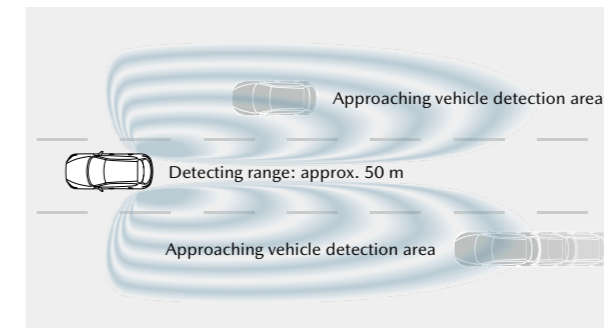 Approaching vehicle detection area
Detecting range: approx. 50 m
Approaching vehicle detection area